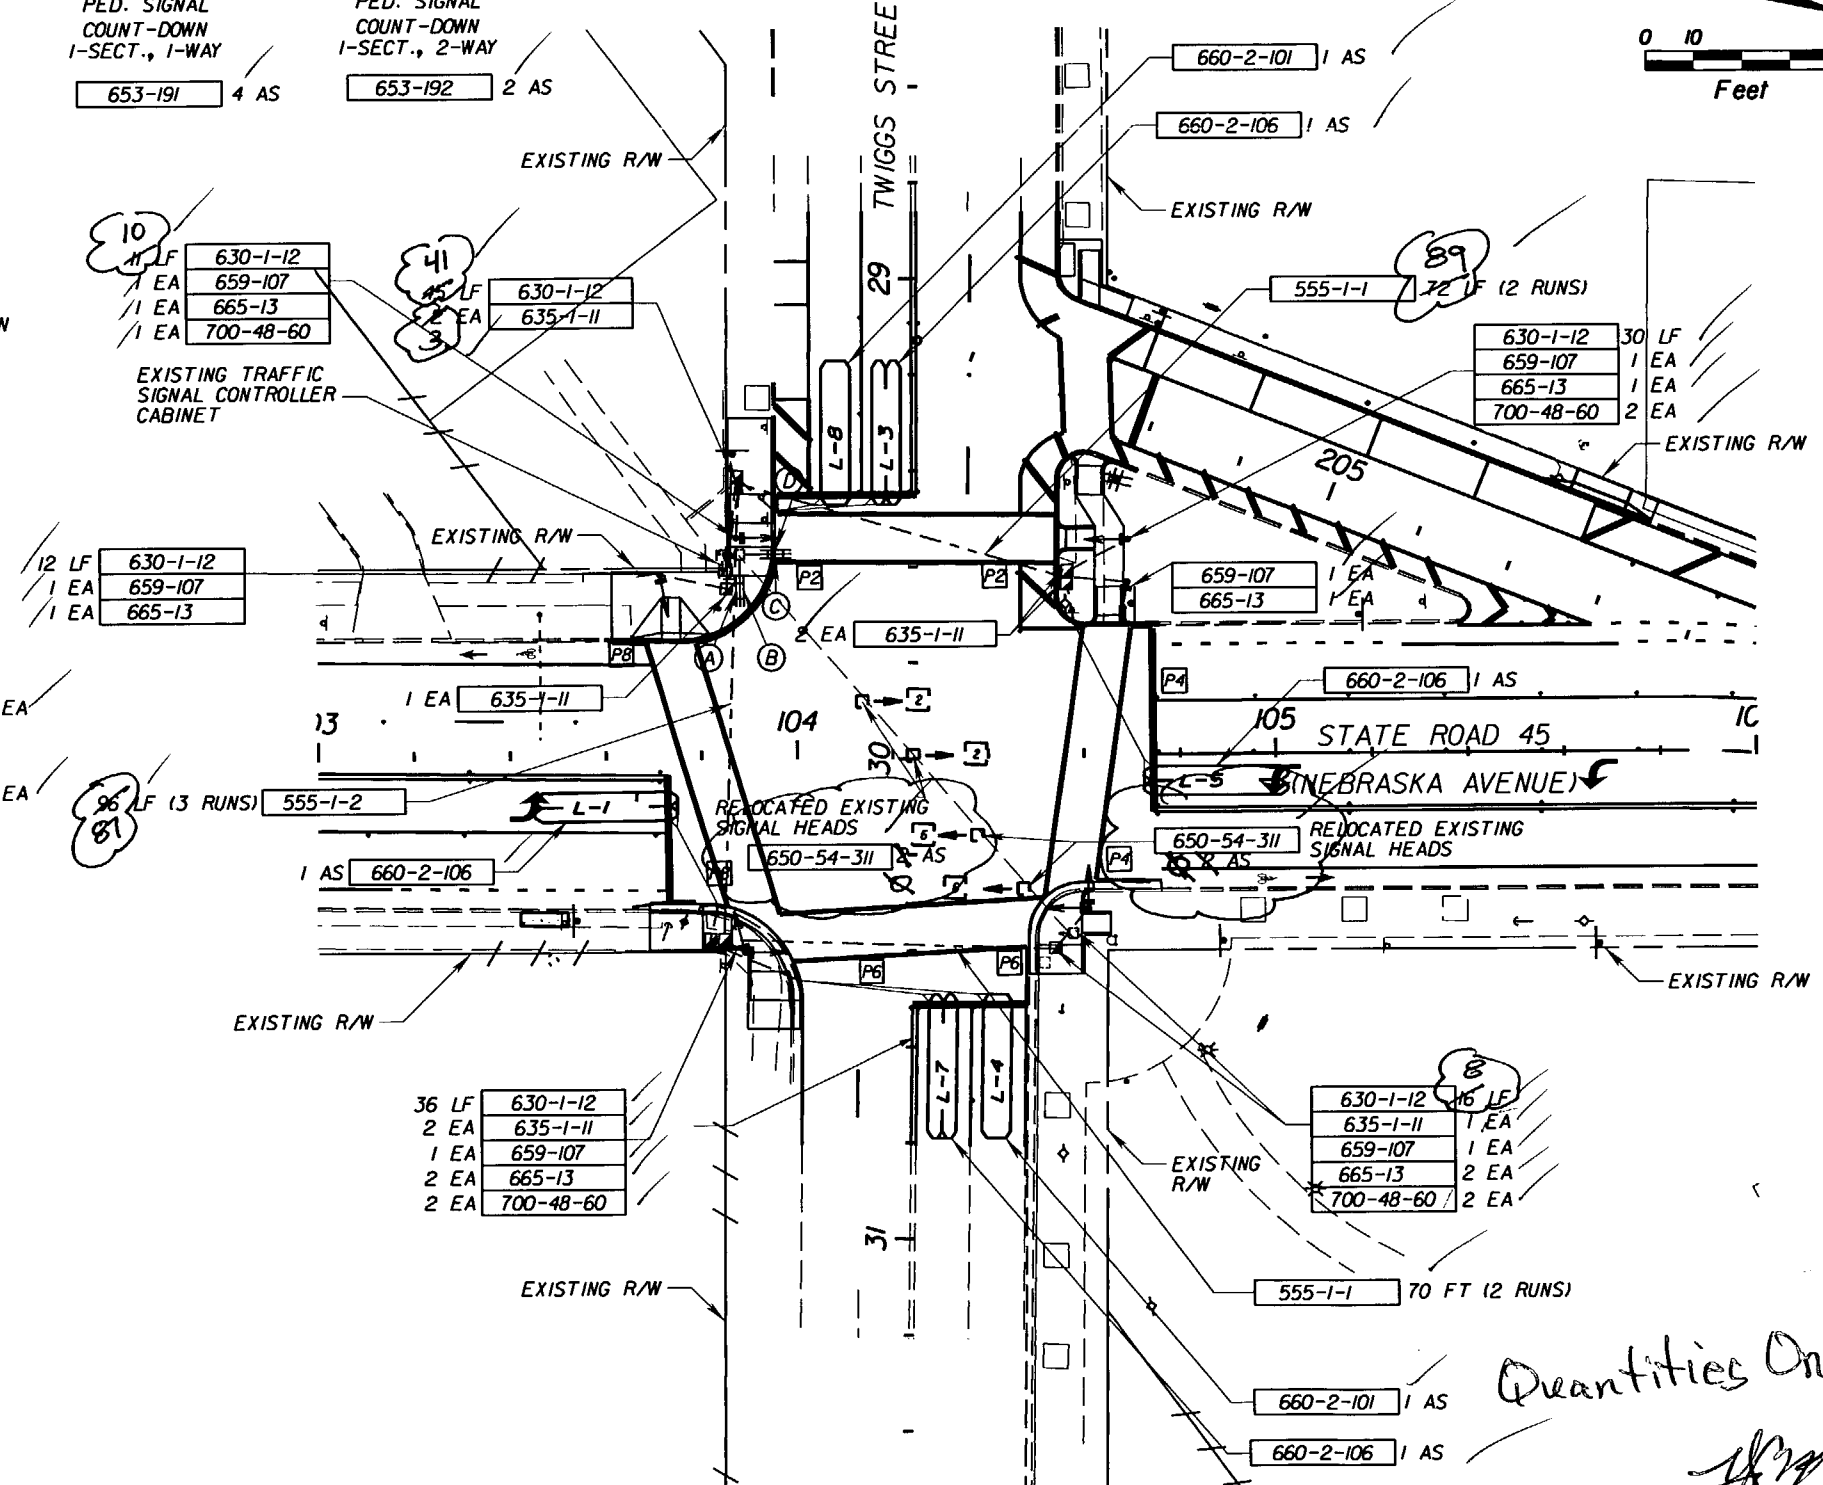 PED. SIGNAL
COUNT-DOWN
1-SECT., 1-WAY
653-191 4 AS
PED. SIGNAL
COUNT-DOWN
1-SECT., 2-WAY
653-192 2 AS
TWIGGS STREET
660-2-101 1 AS
660-2-106 1 AS
0 10
Feet
EXISTING R/W
EXISTING R/W
10
11 LF 630-1-12
1 EA 659-107
1 EA 665-13
1 EA 700-48-60
41
45 LF 630-1-12
2 EA 635-1-11
3
29
89
555-1-1 72 LF (2 RUNS)
630-1-12 30 LF
659-107 1 EA
665-13 1 EA
700-48-60 2 EA
EXISTING TRAFFIC
SIGNAL CONTROLLER
CABINET
L-8
L-3
EXISTING R/W
205
D
EXISTING R/W
12 LF 630-1-12
1 EA 659-107
1 EA 665-13
P2
P2
659-107 1 EA
665-13 1 EA
C
2 EA 635-1-11
P8
A
B
1 EA 635-1-11
P4
660-2-106 1 AS
EA
2
103
104
105
STATE ROAD 45
2
30
EA
96 LF (3 RUNS) 555-1-2
87
L-1
L-5
(NEBRASKA AVENUE)
RELOCATED EXISTING
SIGNAL HEADS
650-54-311 2 AS
0
6
6
650-54-311
RELOCATED EXISTING
SIGNAL HEADS
0 2 AS
1 AS 660-2-106
P8
P4
P6
P6
EXISTING R/W
EXISTING R/W
L-7
L-4
36 LF 630-1-12
2 EA 635-1-11
1 EA 659-107
2 EA 665-13
2 EA 700-48-60
8
630-1-12 16 LF
635-1-11 1 EA
659-107 1 EA
665-13 2 EA
700-48-60 2 EA
EXISTING
R/W
31
EXISTING R/W
555-1-1 70 FT (2 RUNS)
Quantities On
660-2-101 1 AS
660-2-106 1 AS